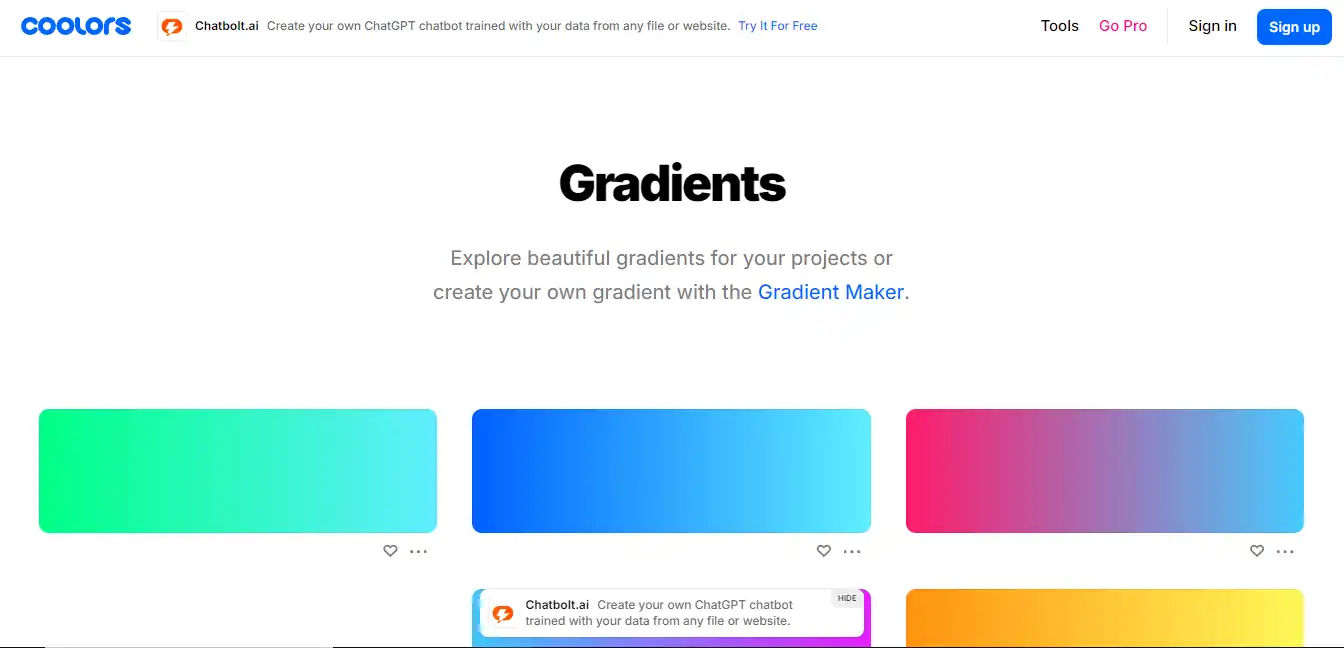 coolors
Chatbolt.ai Create your own ChatGPT chatbot trained with your data from any file or website. Try It For Free
Tools
Go Pro
Sign in
Sign up
Gradients
Explore beautiful gradients for your projects or
create your own gradient with the Gradient Maker.
Chatbolt.ai Create your own ChatGPT chatbot
trained with your data from any file or website.
HIDE